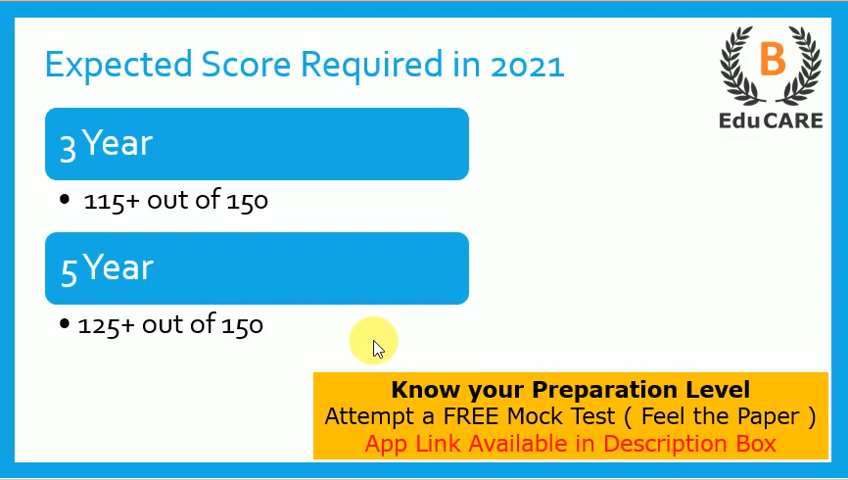 Expected Score Required in 2021
B
EduCARE
3 Year
• 115+ out of 150
5 Year
• 125+ out of 150
Know your Preparation Level
Attempt a FREE Mock Test ( Feel the Paper )
App Link Available in Description Box